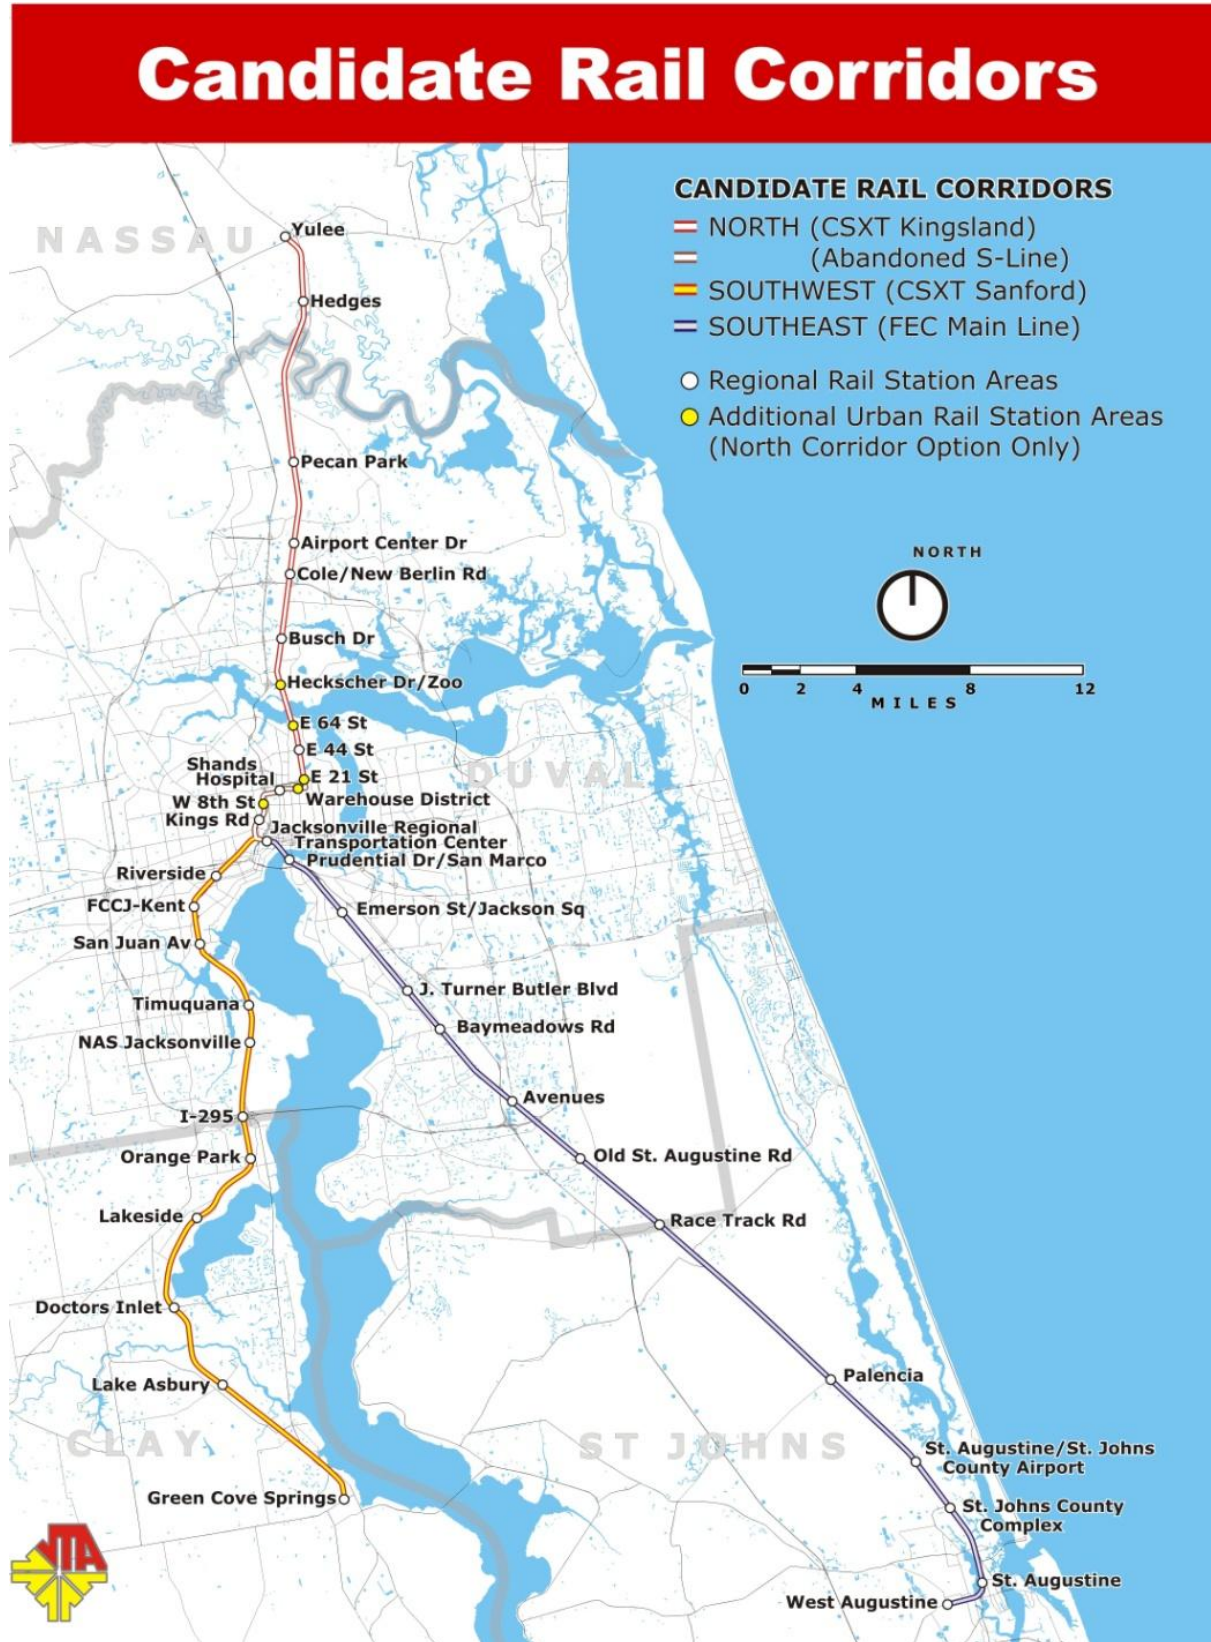 Candidate Rail Corridors
CANDIDATE RAIL CORRIDORS
NORTH (CSXT Kingsland)
(Abandoned S-Line)
SOUTHWEST (CSXT Sanford)
SOUTHEAST (FEC Main Line)
Regional Rail Station Areas
Additional Urban Rail Station Areas
(North Corridor Option Only)
NORTH
0 2 4 8 12
MILES
NASSAU
Yulee
Hedges
Pecan Park
Airport Center Dr
Cole/New Berlin Rd
Busch Dr
Heckscher Dr/Zoo
E 64 St
E 44 St
DUVAL
Shands
Hospital
E 21 St
Warehouse District
W 8th St
Kings Rd
Jacksonville Regional
Transportation Center
Prudential Dr/San Marco
Riverside
FCCJ-Kent
Emerson St/Jackson Sq
San Juan Av
J. Turner Butler Blvd
Timuquana
Baymeadows Rd
NAS Jacksonville
Avenues
I-295
Orange Park
Old St. Augustine Rd
Lakeside
Race Track Rd
Doctors Inlet
Lake Asbury
Palencia
CLAY
ST JOHNS
St. Augustine/St. Johns
County Airport
Green Cove Springs
St. Johns County
Complex
St. Augustine
West Augustine
JTA